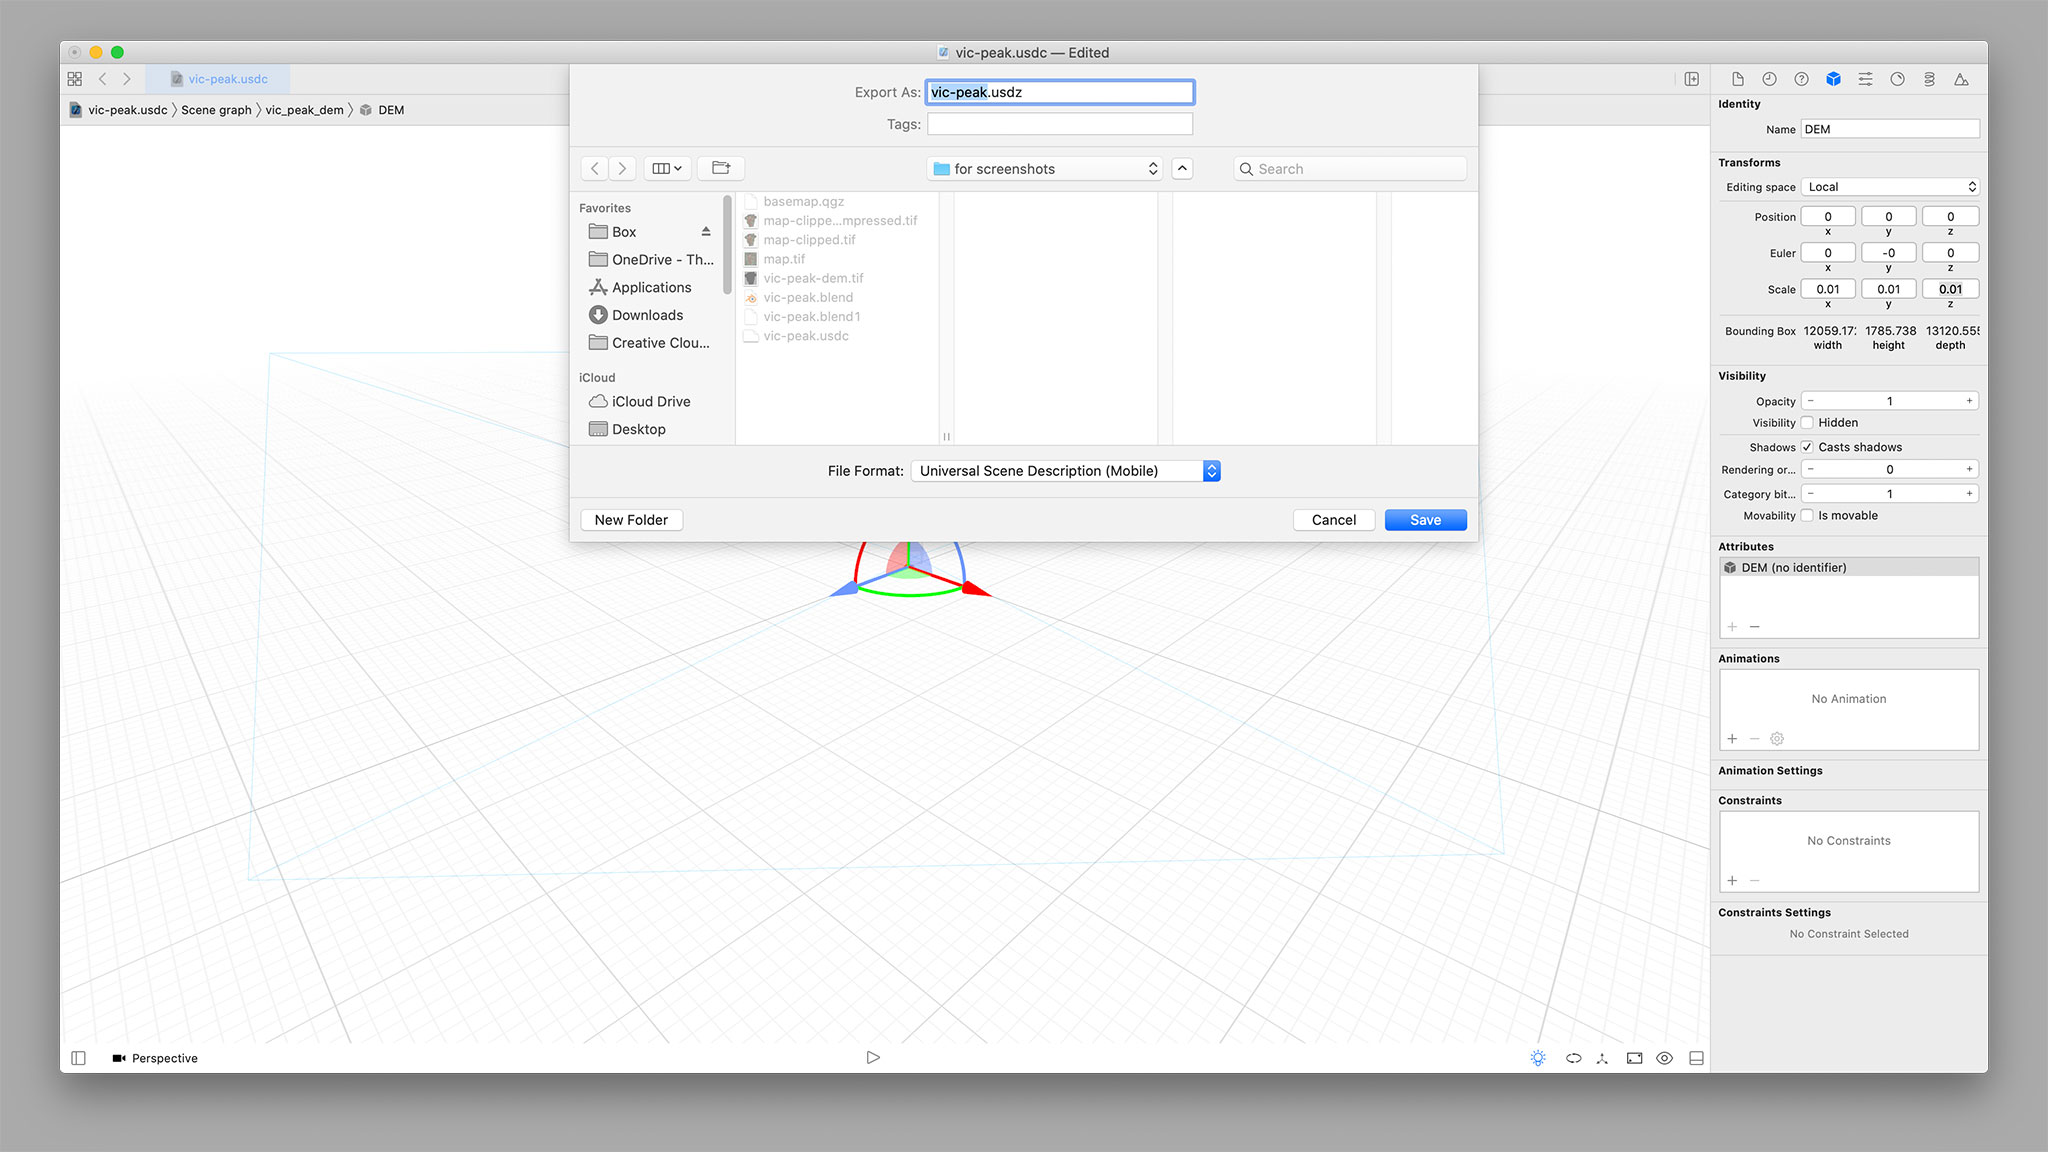 vic-peak.usdc — Edited
vic-peak.usdc
vic-peak.usdc 〉 Scene graph 〉 vic_peak_dem 〉 DEM
Export As: vic-peak.usdz
Tags:
for screenshots
Search
Favorites
Box
OneDrive - Th...
Applications
Downloads
Creative Clou...
iCloud
iCloud Drive
Desktop
basemap.qgz
map-clippe...mpressed.tif
map-clipped.tif
map.tif
vic-peak-dem.tif
vic-peak.blend
vic-peak.blend1
vic-peak.usdc
File Format: Universal Scene Description (Mobile)
New Folder
Cancel
Save
Perspective
Identity
Name DEM
Transforms
Editing space Local
Position 0 0 0
x y z
Euler 0 -0 0
x y z
Scale 0.01 0.01 0.01
x y z
Bounding Box 12059.17 1785.738 13120.55
width height depth
Visibility
Opacity − 1 +
Visibility Hidden
Shadows ✓ Casts shadows
Rendering or... − 0 +
Category bit... − 1 +
Movability Is movable
Attributes
DEM (no identifier)
+ −
Animations
No Animation
+ −
Animation Settings
Constraints
No Constraints
+ −
Constraints Settings
No Constraint Selected